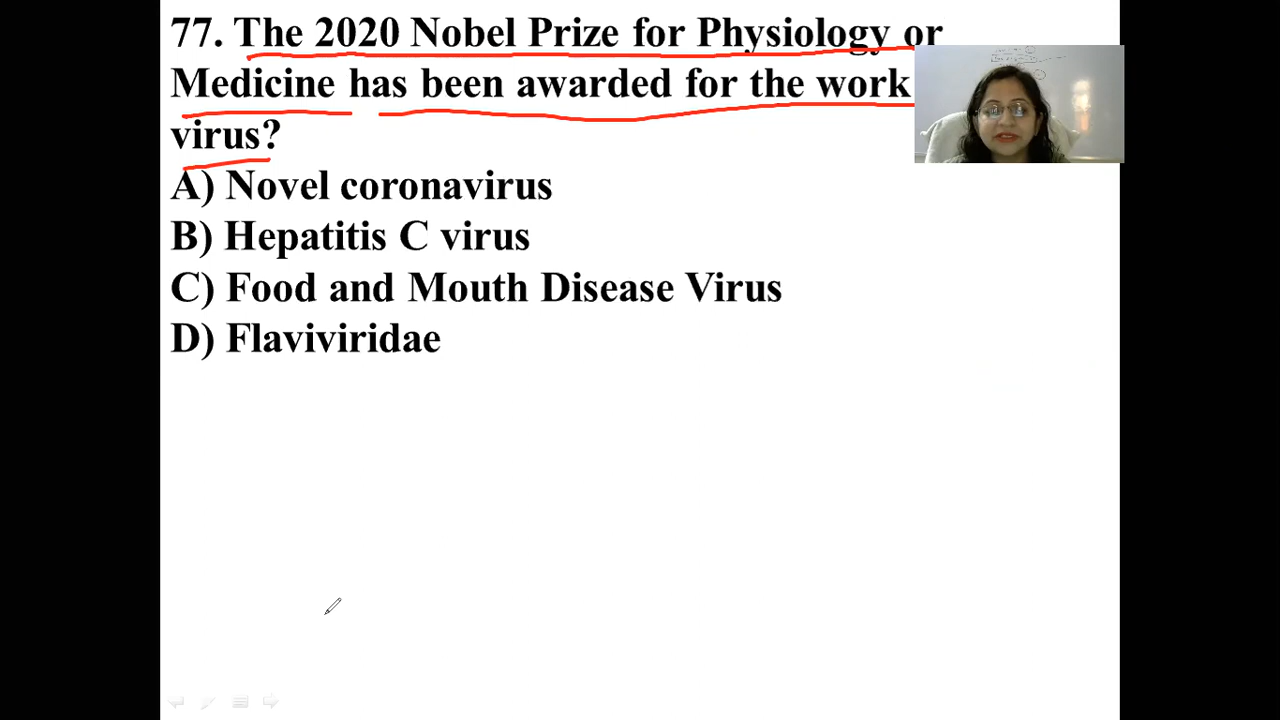 77. The 2020 Nobel Prize for Physiology or
Medicine has been awarded for the work
virus?
A) Novel coronavirus
B) Hepatitis C virus
C) Food and Mouth Disease Virus
D) Flaviviridae